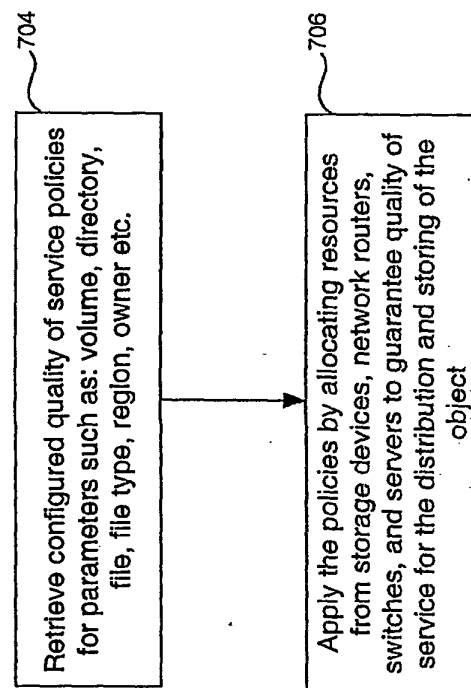 704
Retrieve configured quality of service policies
for parameters such as: volume, directory,
file, file type, region, owner etc.
706
Apply the policies by allocating resources
from storage devices, network routers,
switches, and servers to guarantee quality of
service for the distribution and storing of the
object